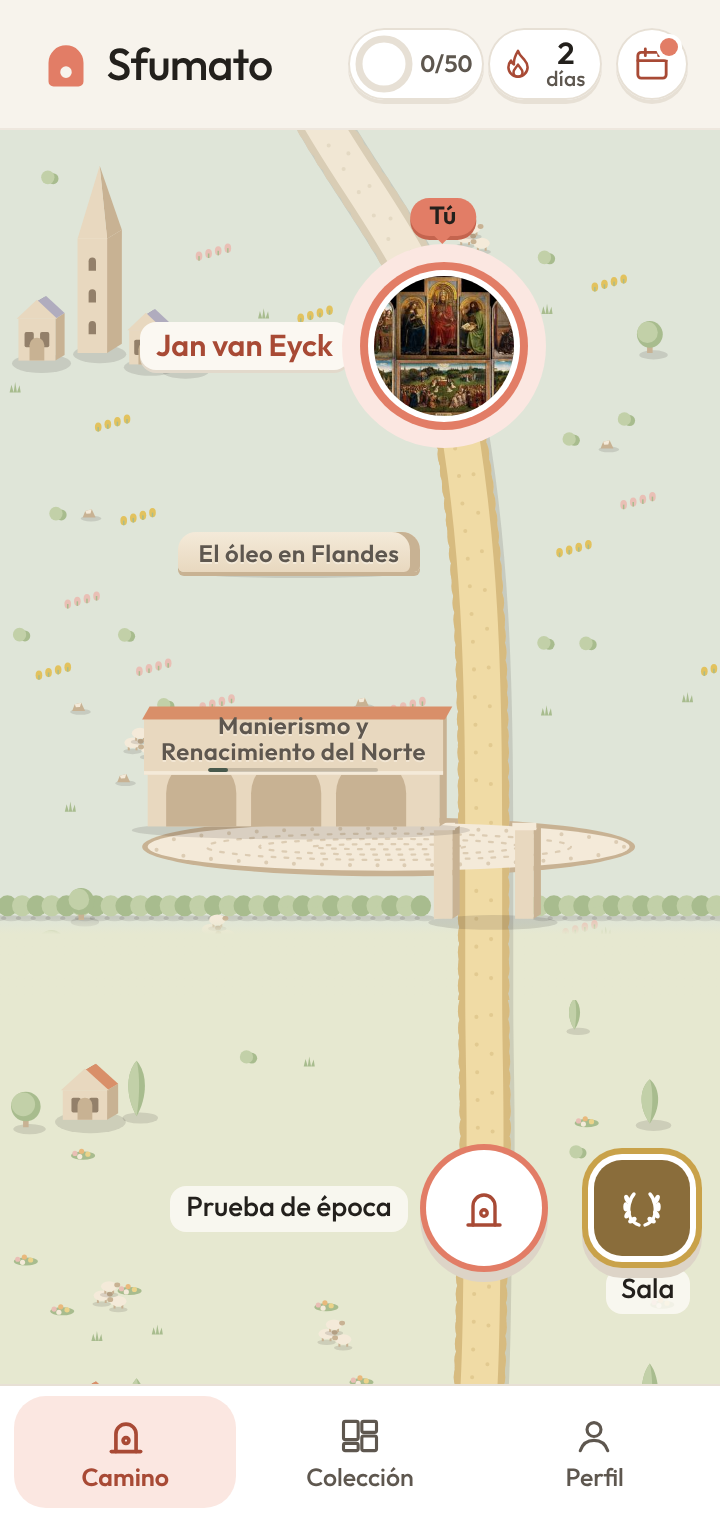 Sfumato
0/50
2
días
Tú
Jan van Eyck
El óleo en Flandes
Manierismo y
Renacimiento del Norte
Prueba de época
Sala
Camino
Colección
Perfil